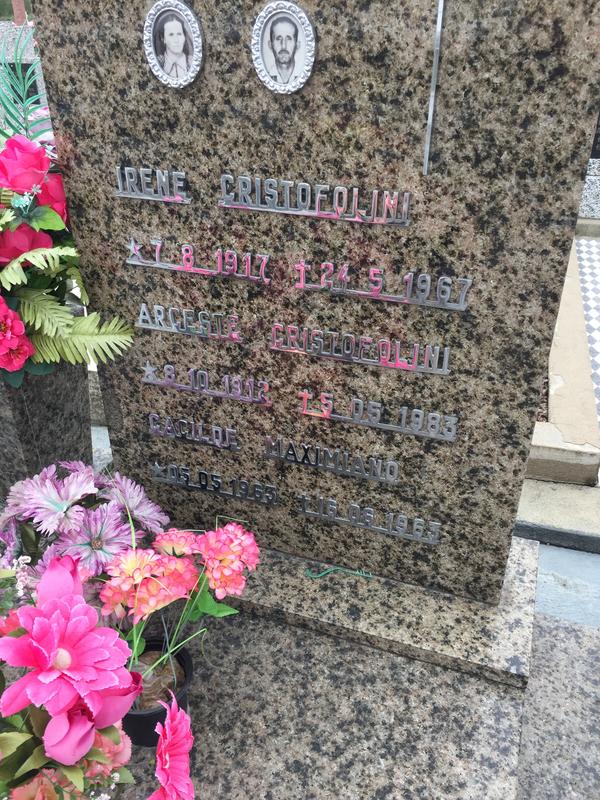 IRENE CRISTOFOLINI
★7 8 1917 †24 5 1967
ARCESTE CRISTOFOLINI
★8 10 1912 †5 05 1983
CACILDE MAXIMIANO
★05 05 1963 †16 06 1963